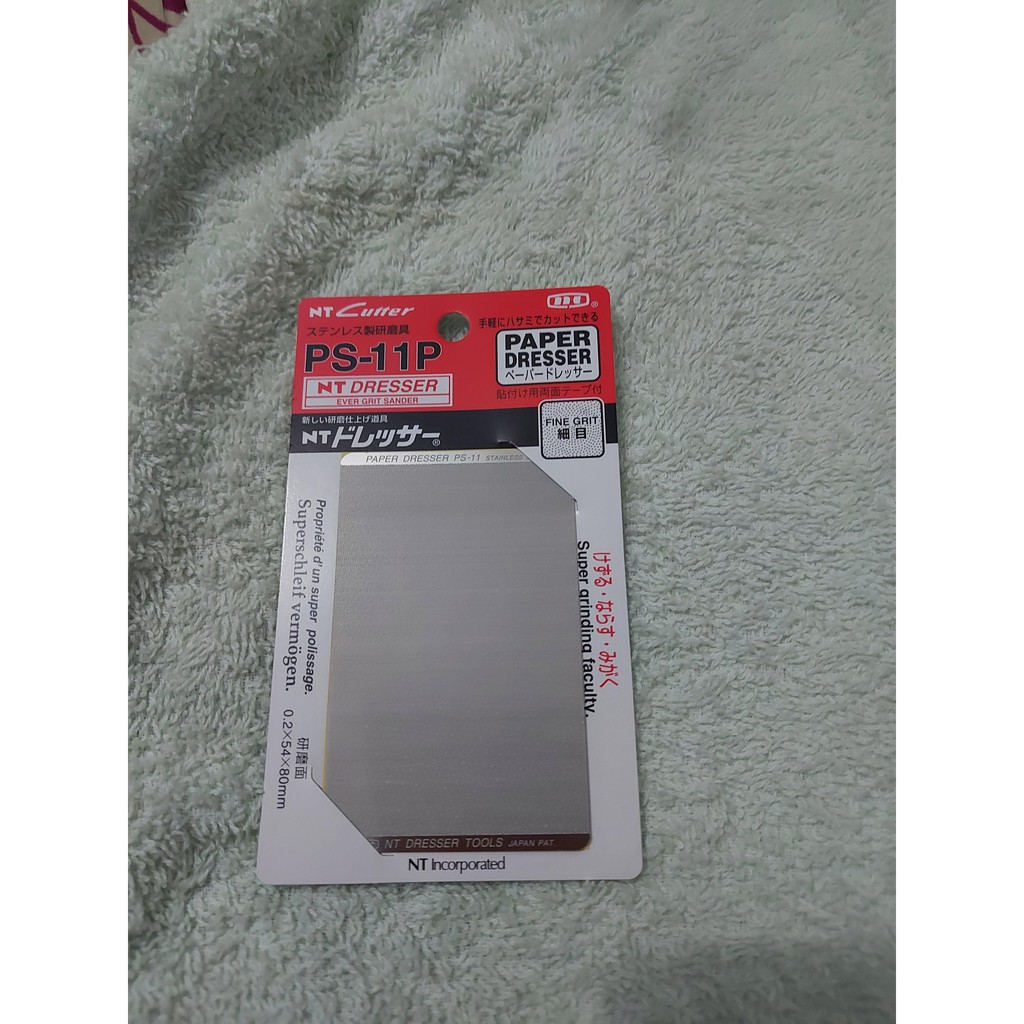 NT Cutter
ステンレス製研磨具
PS-11P
NT DRESSER
EVER GRIT SANDER
新しい研磨仕上げ道具
NTドレッサー®
®
手軽にハサミでカットできる
PAPER
DRESSER
ペーパードレッサー
貼付け用両面テープ付
FINE GRIT
細目
PAPER DRESSER PS-11 STAINLESS
Propriété d'un super polissage.
Superschleif vermögen.
研磨面
0.2×54×80mm
けずる・ならす・みがく
Super grinding faculty.
NT DRESSER TOOLS JAPAN PAT.
NT Incorporated